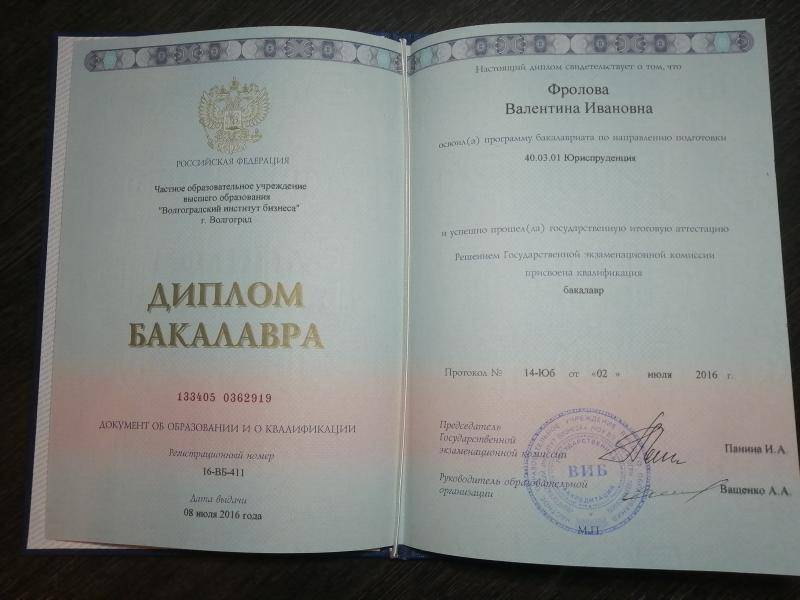 РОССИЙСКАЯ ФЕДЕРАЦИЯ
Частное образовательное учреждение
высшего образования
"Волгоградский институт бизнеса"
г. Волгоград
ДИПЛОМ
БАКАЛАВРА
133405 0362919
ДОКУМЕНТ ОБ ОБРАЗОВАНИИ И О КВАЛИФИКАЦИИ
Регистрационный номер
16-ВБ-411
Дата выдачи
08 июля 2016 года
Настоящий диплом свидетельствует о том, что
Фролова
Валентина Ивановна
освоил(а) программу бакалавриата по направлению подготовки
40.03.01 Юриспруденция
и успешно прошел(ла) государственную итоговую аттестацию
Решением Государственной экзаменационной комиссии
присвоена квалификация
бакалавр
Протокол № 14-Юб от «02 » июля 2016 г.
Председатель
Государственной
экзаменационной комиссии
Панина И.А.
Руководитель образовательной
организации
Ващенко А.А.
ВИБ
М.П.